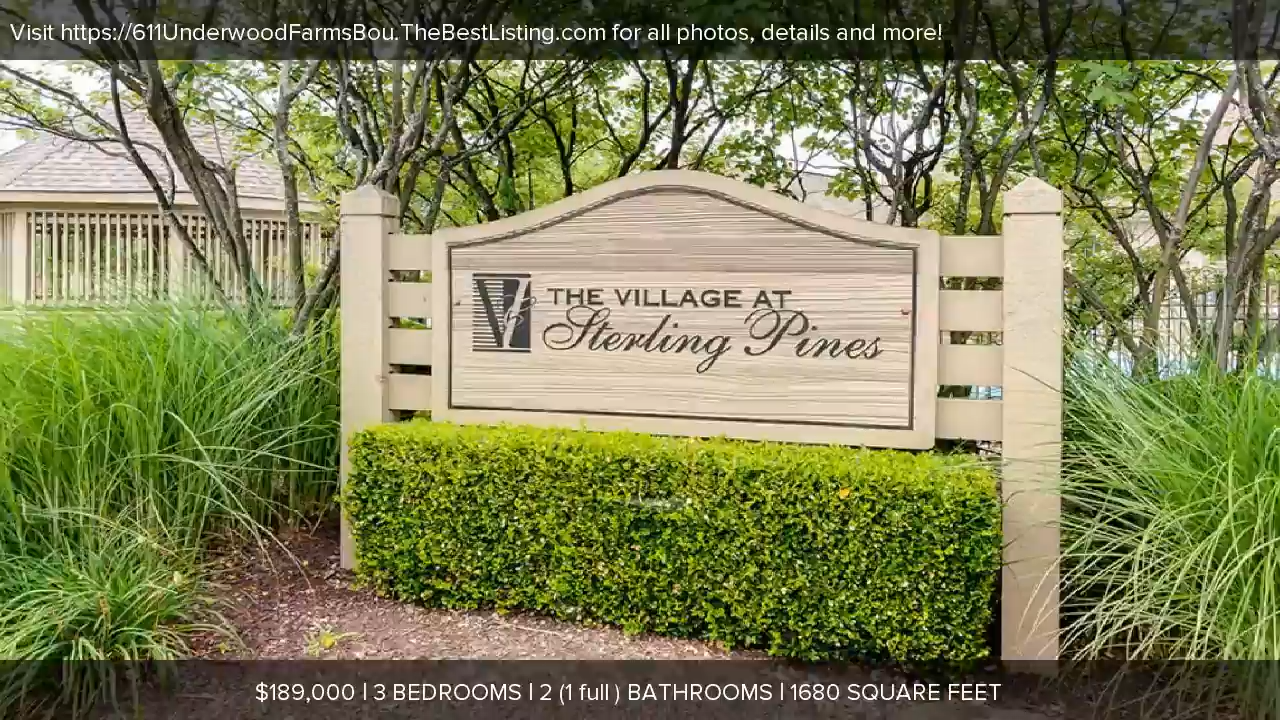 Visit https://611UnderwoodFarmsBou.TheBestListing.com for all photos, details and more!
THE VILLAGE AT
Sterling Pines
$189,000 | 3 BEDROOMS | 2 (1 full ) BATHROOMS | 1680 SQUARE FEET